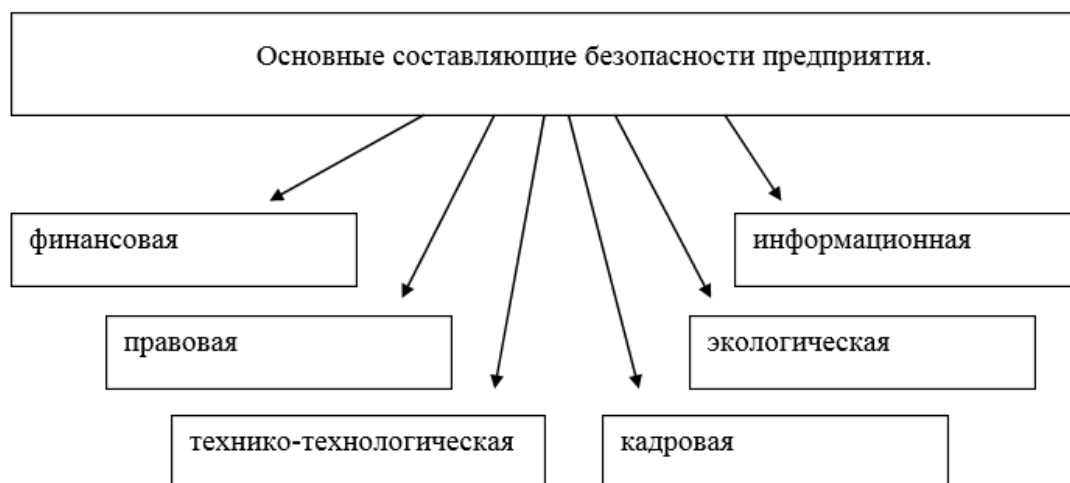 Основные составляющие безопасности предприятия.
финансовая
информационная
правовая
экологическая
технико-технологическая
кадровая